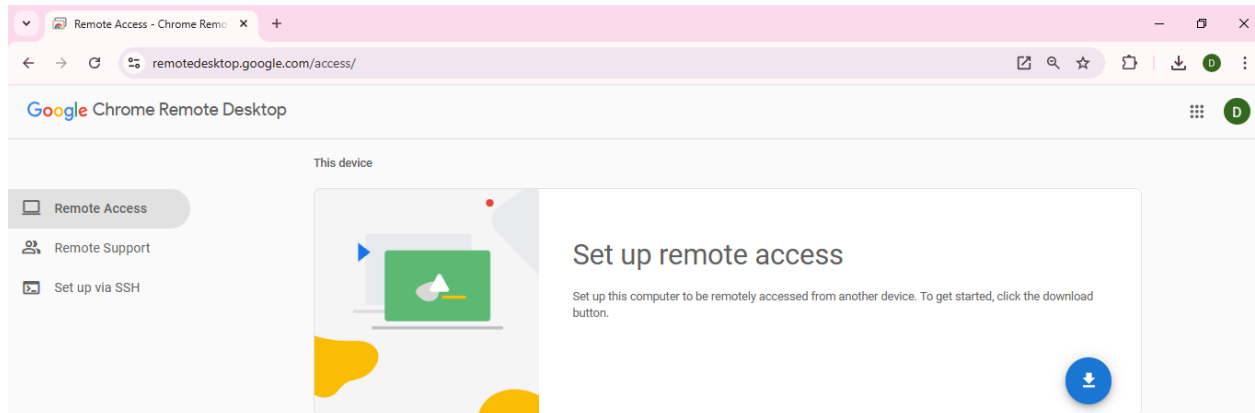 Remote Access - Chrome Remo
remotedesktop.google.com/access/
D
Google Chrome Remote Desktop
D
This device
Remote Access
Remote Support
Set up via SSH
Set up remote access
Set up this computer to be remotely accessed from another device. To get started, click the download
button.